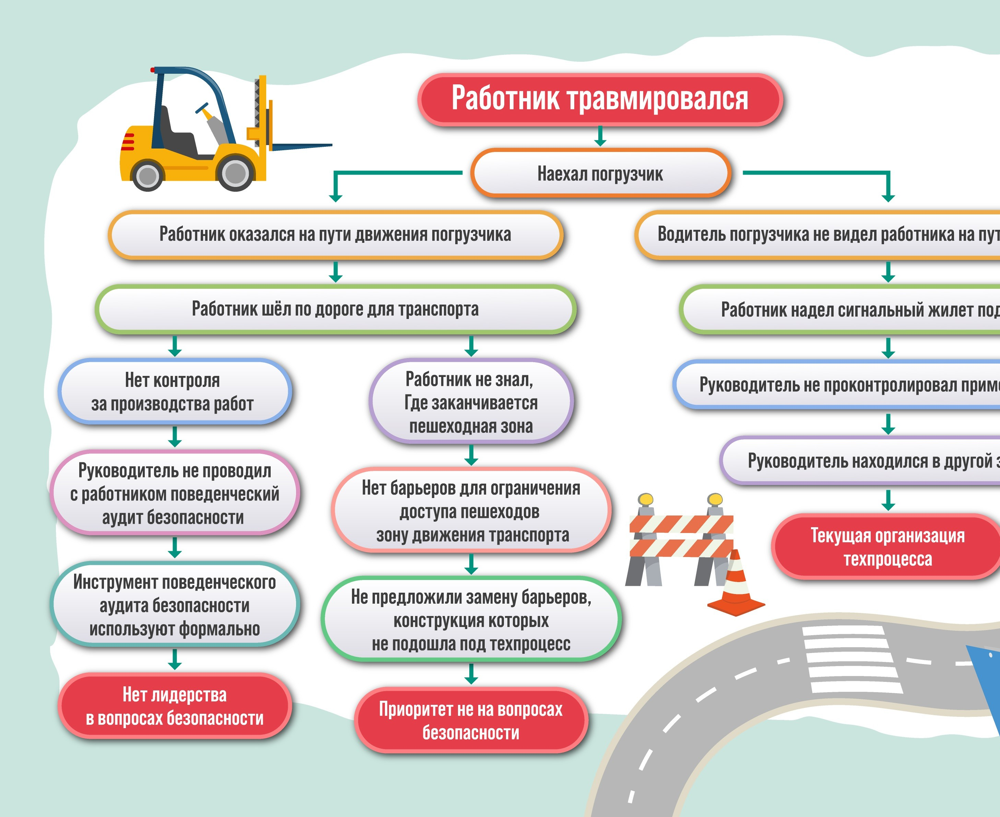 Работник травмировался
Наехал погрузчик
Работник оказался на пути движения погрузчика
Работник шёл по дороге для транспорта
Нет контроля
за производства работ
Руководитель не проводил
с работником поведенческий
аудит безопасности
Инструмент поведенческого
аудита безопасности
используют формально
Нет лидерства
в вопросах безопасности
Работник не знал,
Где заканчивается
пешеходная зона
Нет барьеров для ограничения
доступа пешеходов
зону движения транспорта
Не предложили замену барьеров,
конструкция которых
не подошла под техпроцесс
Приоритет не на вопросах
безопасности
Водитель погрузчика не видел работника на
Работник надел сигнальный жилет
Руководитель не проконтролировал
Руководитель находился в другой
Текущая организация
техпроцесса